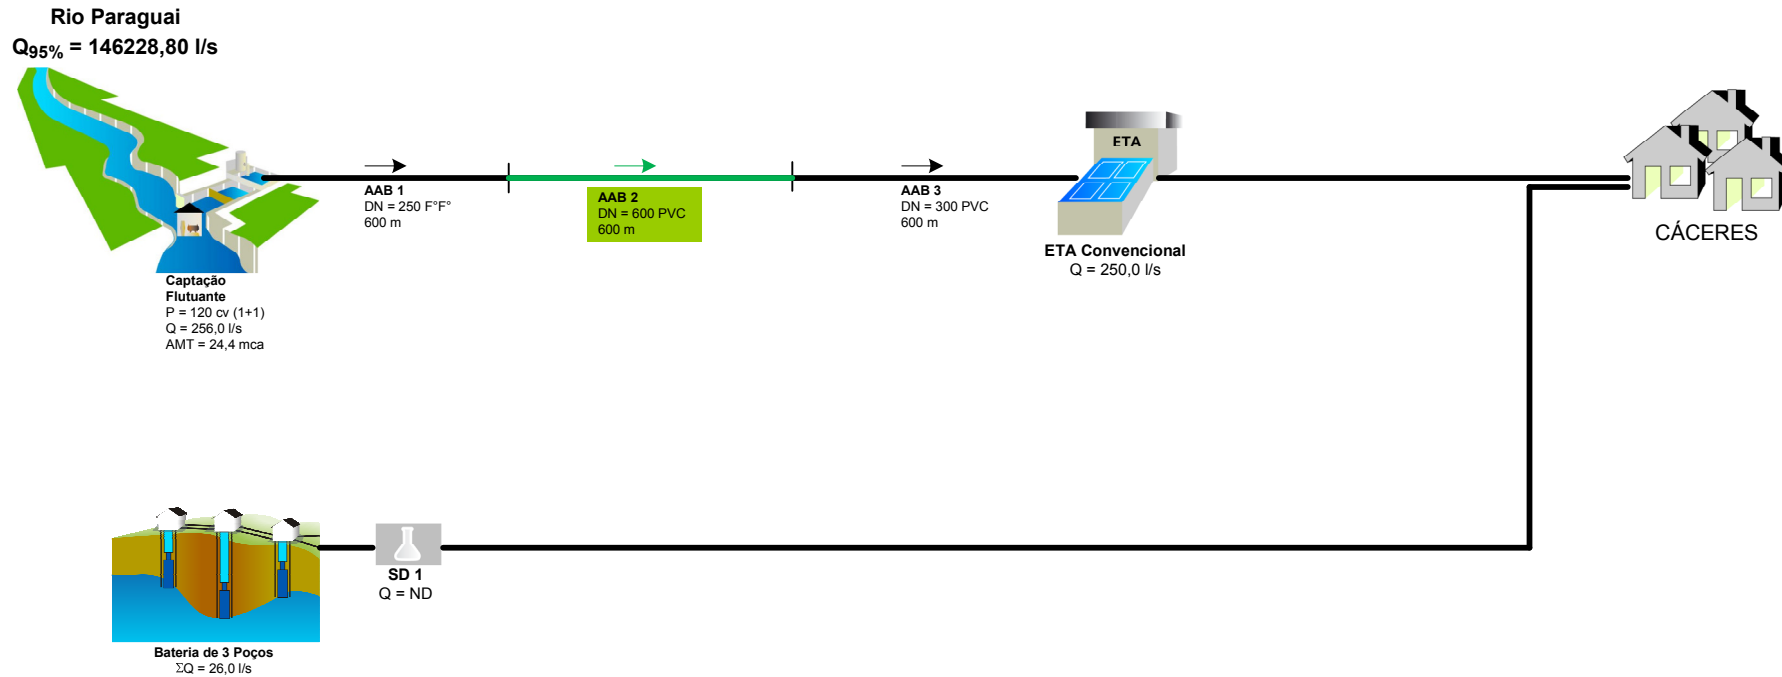 Rio Paraguai
Q95% = 146228,80 l/s
AAB 1
DN = 250 F°F°
600 m
AAB 2
DN = 600 PVC
600 m
AAB 3
DN = 300 PVC
600 m
ETA
ETA Convencional
Q = 250,0 l/s
CÁCERES
Captação
Flutuante
P = 120 cv (1+1)
Q = 256,0 l/s
AMT = 24,4 mca
SD 1
Q = ND
Bateria de 3 Poços
ΣQ = 26,0 l/s